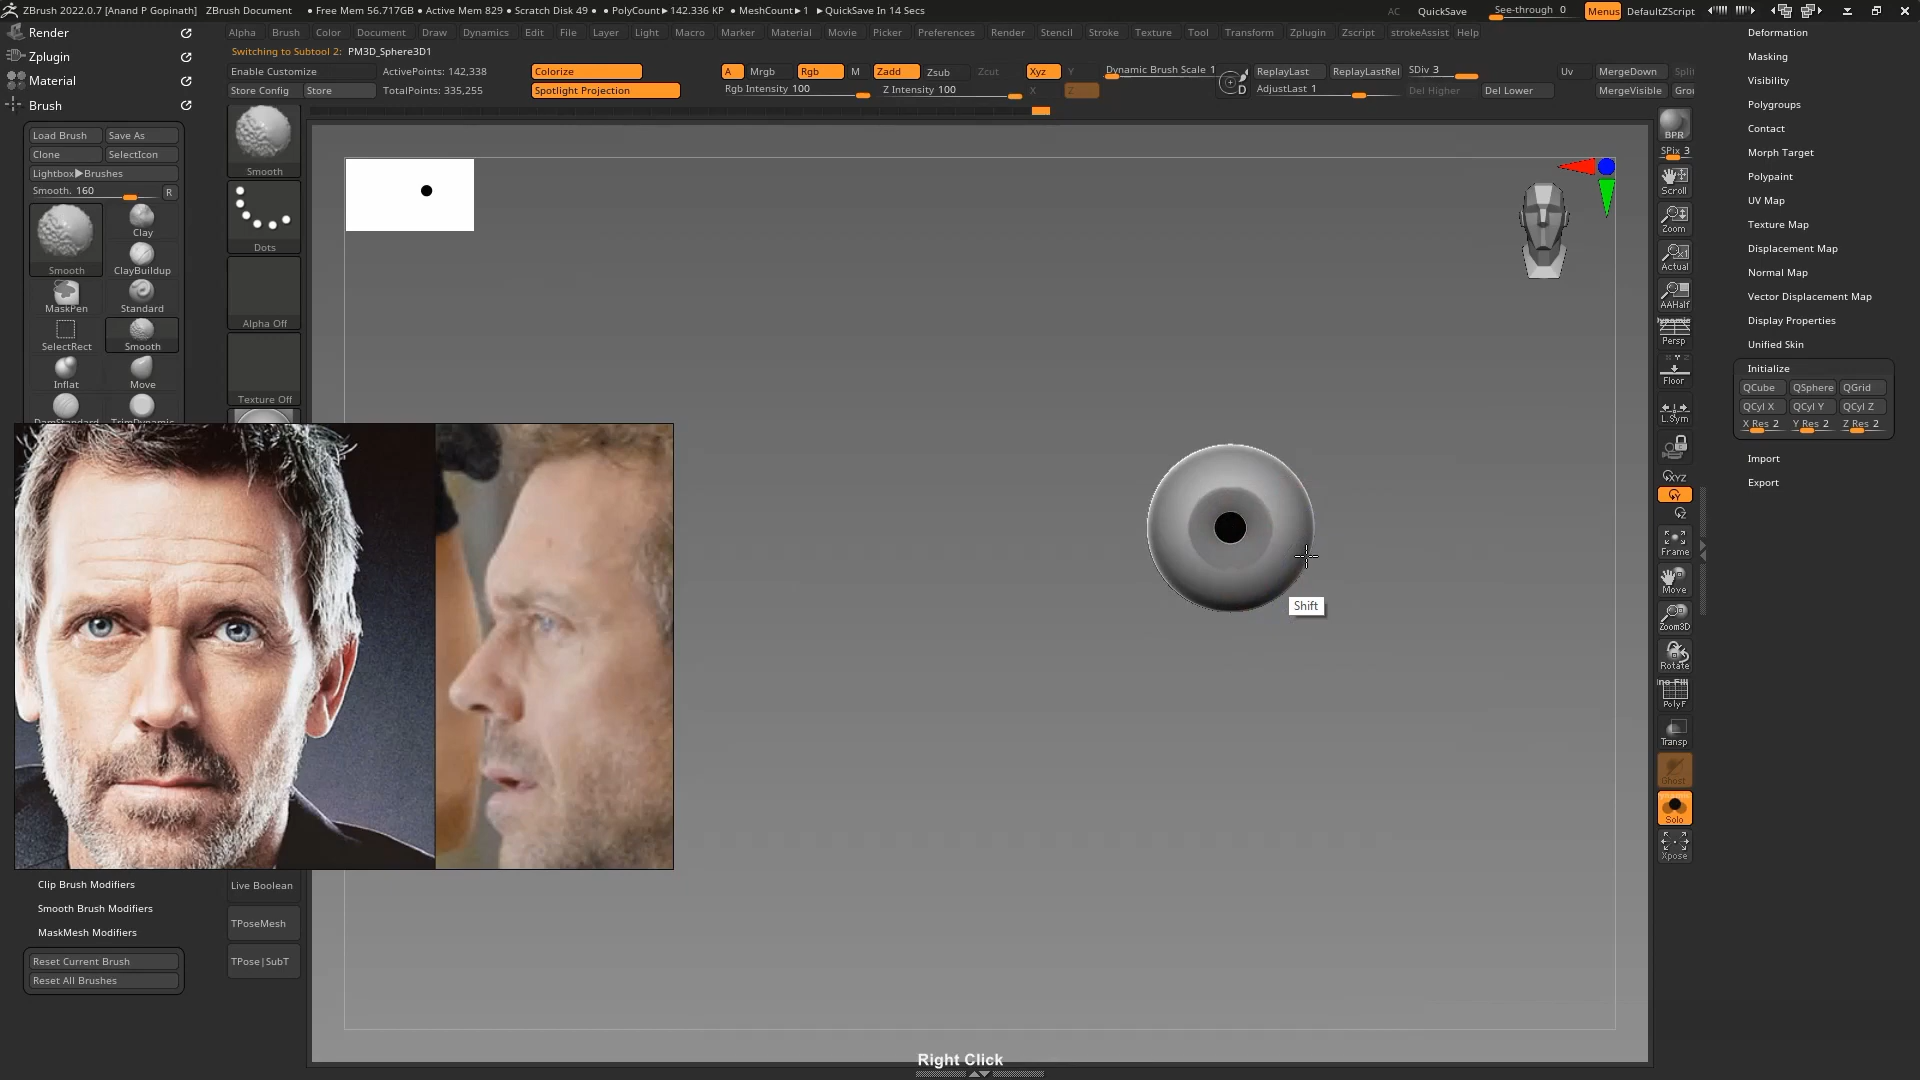 ZBrush 2022.0.7 [Anand P Gopinath] ZBrush Document • Free Mem 56.717GB • Active Mem 829 • Scratch Disk 49 • • PolyCount▶142.336 KP • MeshCount▶1 ▶QuickSave In 14 Secs AC QuickSave See-through 0 Menus DefaultZScript
Render
Zplugin
Material
Brush
Alpha Brush Color Document Draw Dynamics Edit File Layer Light Macro Marker Material Movie Picker Preferences Render Stencil Stroke Texture Tool Transform Zplugin Zscript strokeAssist Help
Switching to Subtool 2: PM3D_Sphere3D1
Enable Customize ActivePoints: 142,338 Colorize A Mrgb Rgb M Zadd Zsub Zcut Xyz Y Dynamic Brush Scale 1 D ReplayLast ReplayLastRel SDiv 3 Uv MergeDown Split
Store Config Store TotalPoints: 335,255 Spotlight Projection Rgb Intensity 100 Z Intensity 100 X Z AdjustLast 1 Del Higher Del Lower MergeVisible Grou
Load Brush Save As
Clone SelectIcon
Lightbox▶Brushes
Smooth. 160 R
Smooth
Clay
ClayBuildup
MaskPen Standard
SelectRect Smooth
Inflat Move
DamStandard TrimDynamic
Smooth
Dots
Alpha Off
Texture Off
Shift
Clip Brush Modifiers
Smooth Brush Modifiers
MaskMesh Modifiers
Reset Current Brush
Reset All Brushes
Live Boolean
TPoseMesh
TPose|SubT
Right Click
BPR
SPix 3
Scroll
Zoom
Actual
AAHalf
Dynamic
Persp
Floor
L.Sym
XYZ
Y
Z
Frame
Move
Zoom3D
Rotate
PolyF
Transp
Ghost
Solo
Xpose
Deformation
Masking
Visibility
Polygroups
Contact
Morph Target
Polypaint
UV Map
Texture Map
Displacement Map
Normal Map
Vector Displacement Map
Display Properties
Unified Skin
Initialize
QCube QSphere QGrid
QCyl X QCyl Y QCyl Z
X Res 2 Y Res 2 Z Res 2
Import
Export